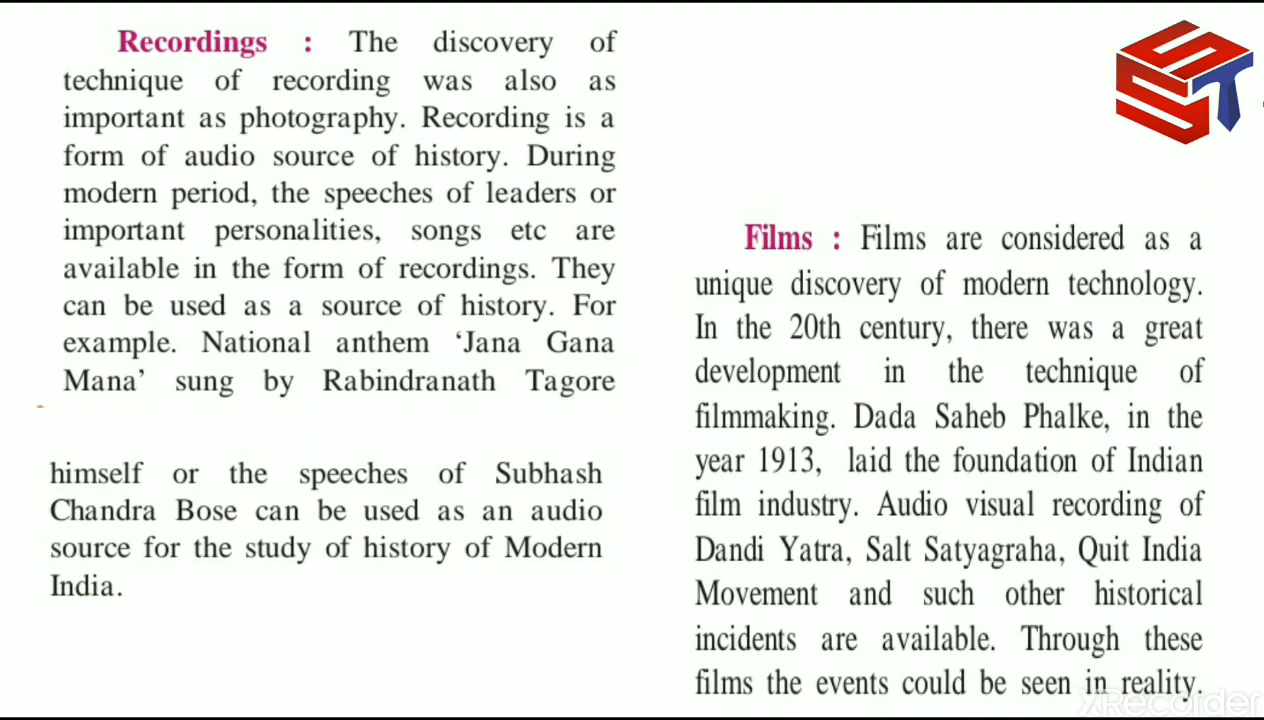 Recordings : The discovery of
technique of recording was also as
important as photography. Recording is a
form of audio source of history. During
modern period, the speeches of leaders or
important personalities, songs etc are
available in the form of recordings. They
can be used as a source of history. For
example. National anthem ‘Jana Gana
Mana’ sung by Rabindranath Tagore
himself or the speeches of Subhash
Chandra Bose can be used as an audio
source for the study of history of Modern
India.
SST
Films : Films are considered as a
unique discovery of modern technology.
In the 20th century, there was a great
development in the technique of
filmmaking. Dada Saheb Phalke, in the
year 1913, laid the foundation of Indian
film industry. Audio visual recording of
Dandi Yatra, Salt Satyagraha, Quit India
Movement and such other historical
incidents are available. Through these
films the events could be seen in reality.
XRecorder